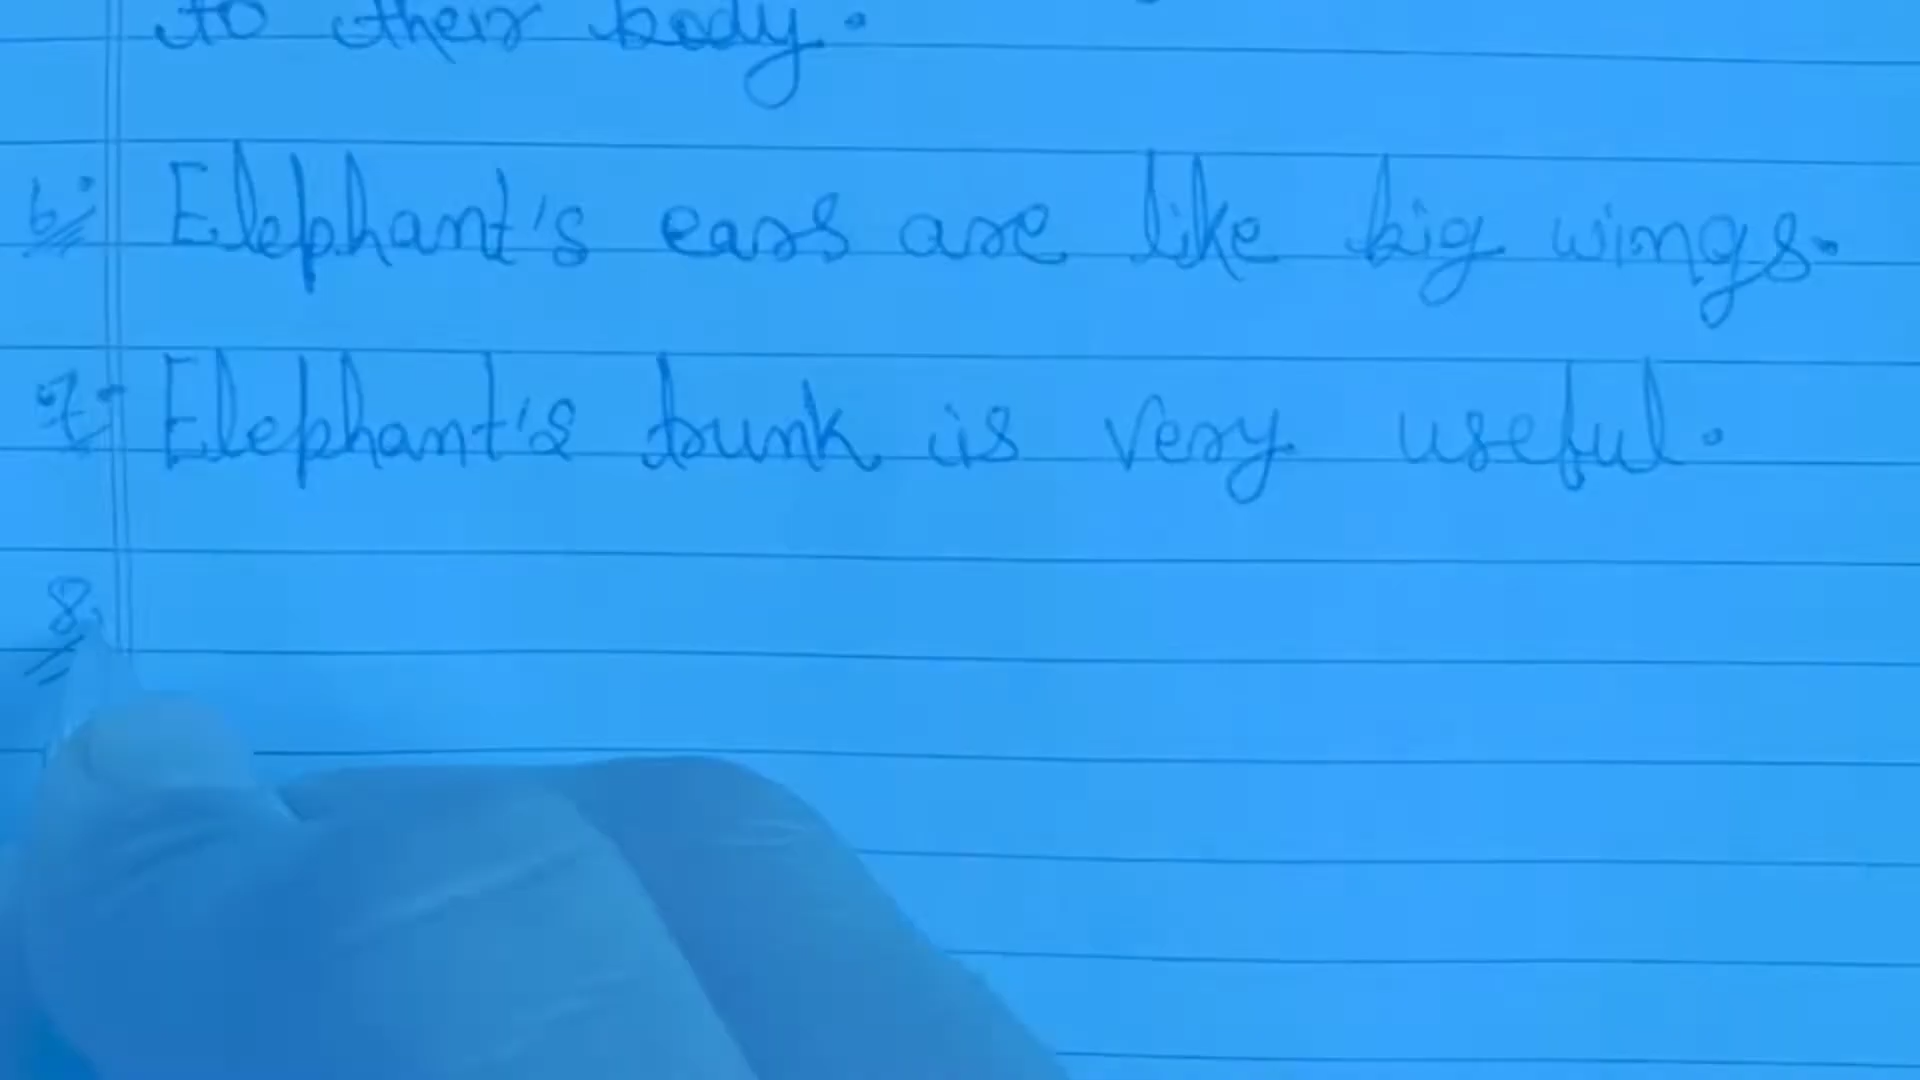 to their body.
6. Elephant's ears are like big wings.
7. Elephant's trunk is very useful.
8.